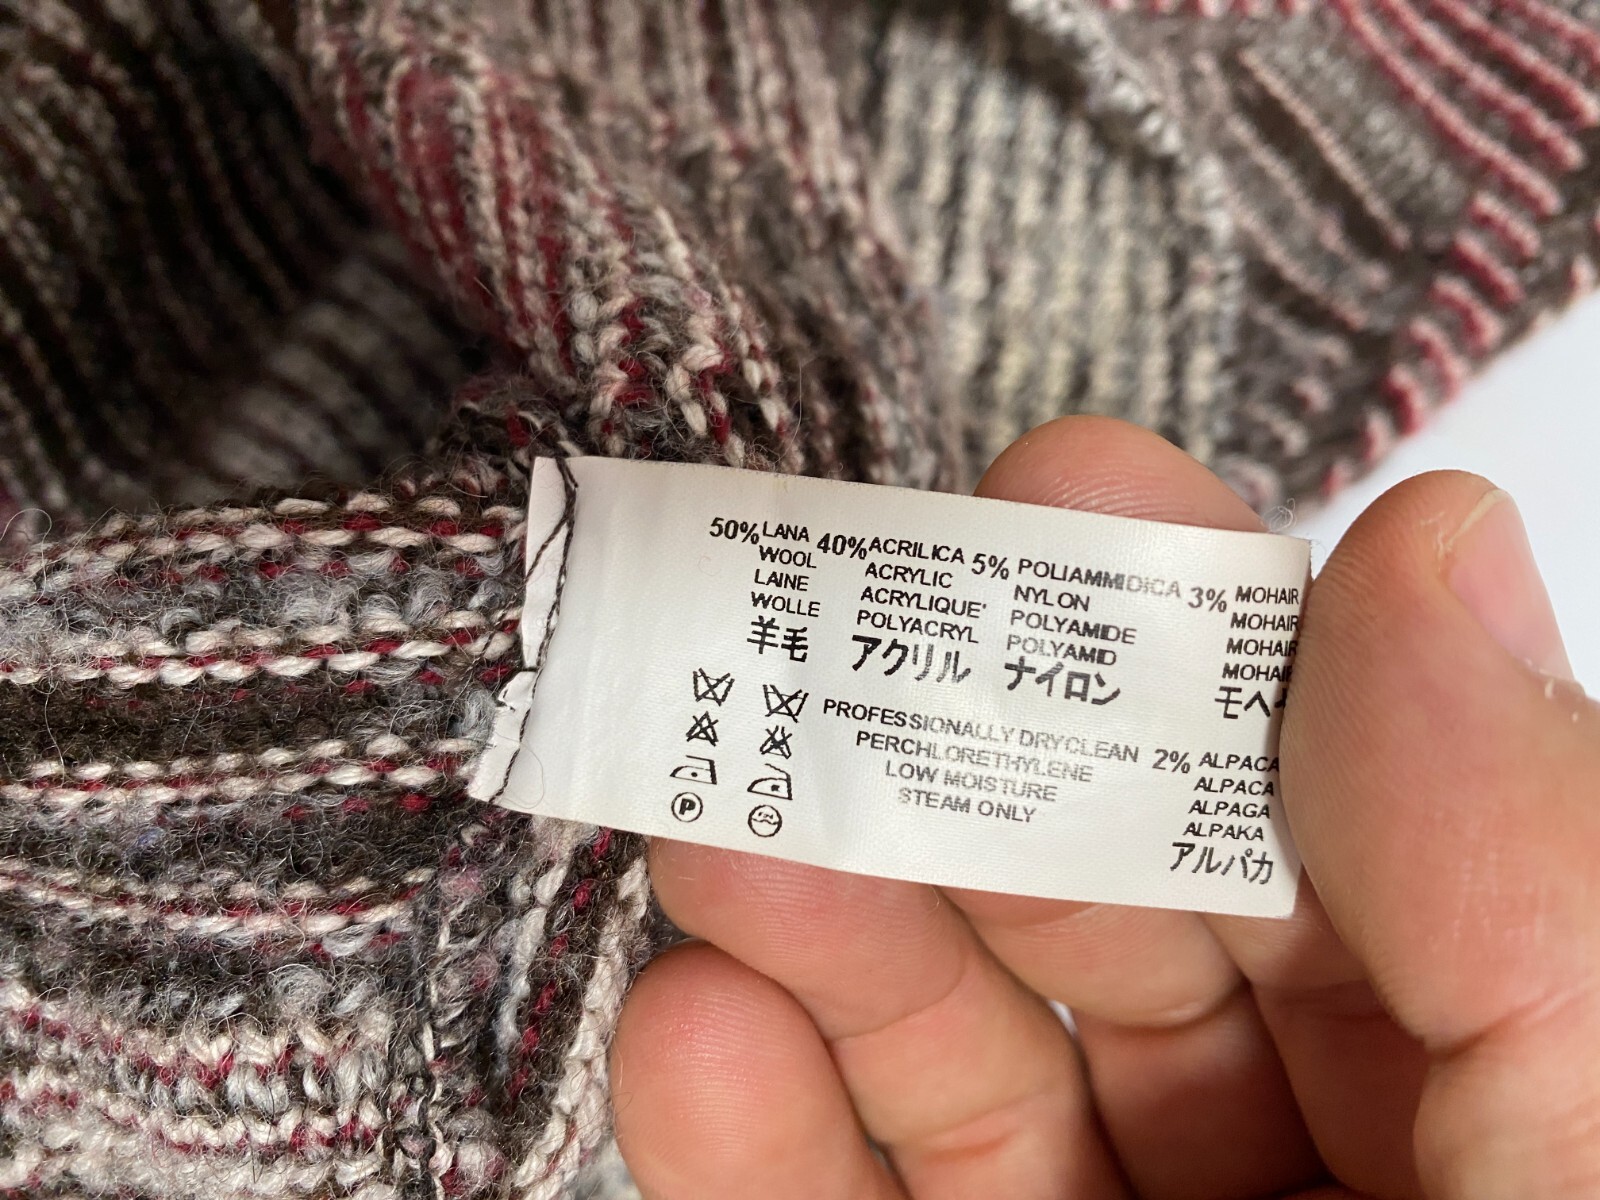 50% LANA 40% ACRILICA 5% POLIAMMIDICA 3% MOHAIR
WOOL ACRYLIC NYLON MOHAIR
LAINE ACRYLIQUE' POLYAMIDE MOHAIR
WOLLE POLYACRYL POLYAMID MOHAIR
羊毛 アクリル ナイロン モヘ
PROFESSIONALLY DRYCLEAN 2% ALPACA
PERCHLORETHYLENE ALPACA
LOW MOISTURE ALPAGA
STEAM ONLY ALPAKA
P アルパカ